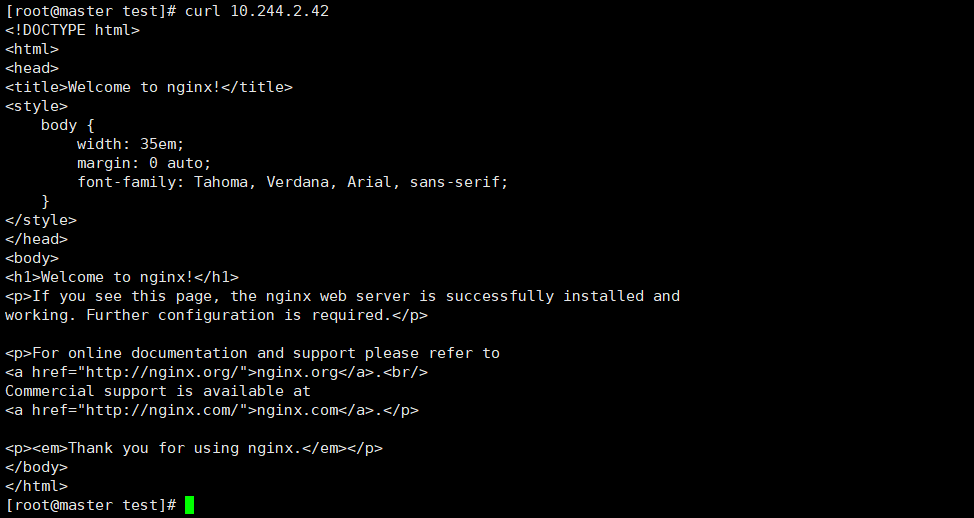 [root@master test]# curl 10.244.2.42
<!DOCTYPE html>
<html>
<head>
<title>Welcome to nginx!</title>
<style>
    body {
        width: 35em;
        margin: 0 auto;
        font-family: Tahoma, Verdana, Arial, sans-serif;
    }
</style>
</head>
<body>
<h1>Welcome to nginx!</h1>
<p>If you see this page, the nginx web server is successfully installed and
working. Further configuration is required.</p>

<p>For online documentation and support please refer to
<a href="http://nginx.org/">nginx.org</a>.<br/>
Commercial support is available at
<a href="http://nginx.com/">nginx.com</a>.</p>

<p><em>Thank you for using nginx.</em></p>
</body>
</html>
[root@master test]#